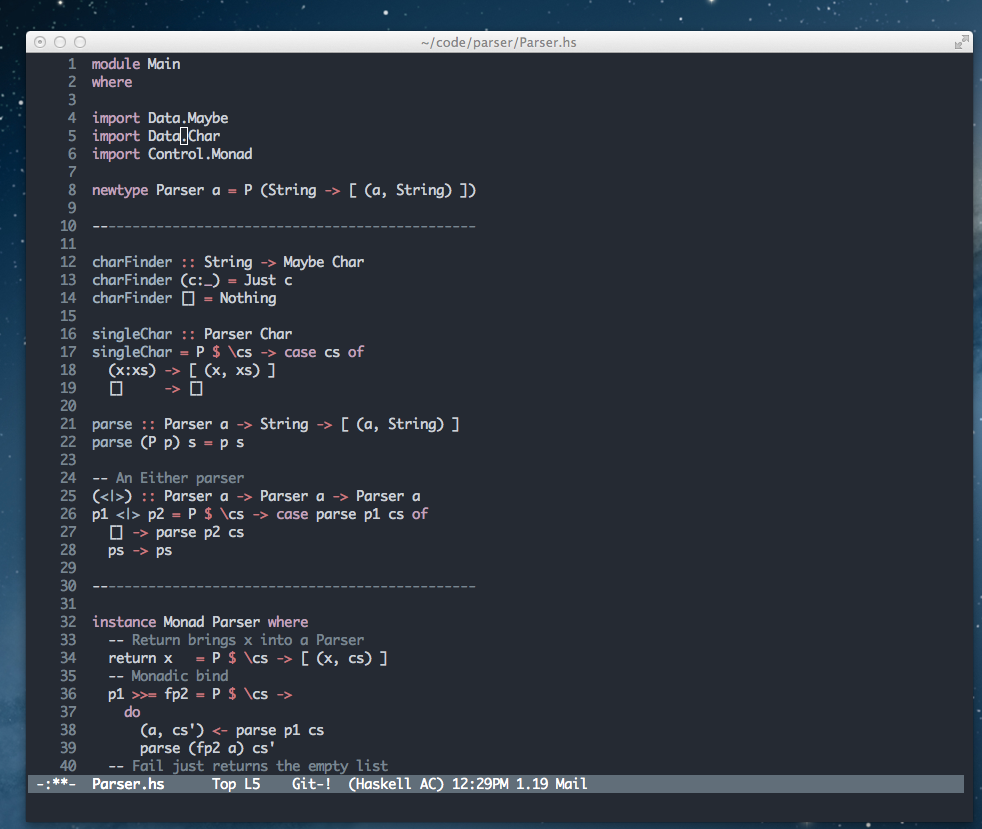 ~/code/parser/Parser.hs
1 module Main
2 where
3
4 import Data.Maybe
5 import Data.Char
6 import Control.Monad
7
8 newtype Parser a = P (String -> [ (a, String) ])
9
10 ------------------------------------------------
11
12 charFinder :: String -> Maybe Char
13 charFinder (c:_) = Just c
14 charFinder [] = Nothing
15
16 singleChar :: Parser Char
17 singleChar = P $ \cs -> case cs of
18   (x:xs) -> [ (x, xs) ]
19   []     -> []
20
21 parse :: Parser a -> String -> [ (a, String) ]
22 parse (P p) s = p s
23
24 -- An Either parser
25 (<|>) :: Parser a -> Parser a -> Parser a
26 p1 <|> p2 = P $ \cs -> case parse p1 cs of
27   [] -> parse p2 cs
28   ps -> ps
29
30 ------------------------------------------------
31
32 instance Monad Parser where
33   -- Return brings x into a Parser
34   return x   = P $ \cs -> [ (x, cs) ]
35   -- Monadic bind
36   p1 >>= fp2 = P $ \cs ->
37     do
38       (a, cs') <- parse p1 cs
39       parse (fp2 a) cs'
40   -- Fail just returns the empty list
-:**-  Parser.hs      Top L5    Git-!  (Haskell AC) 12:29PM 1.19 Mail